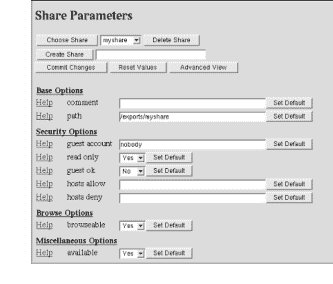 Share Parameters
Choose Share myshare Delete Share
Create Share
Commit Changes Reset Values Advanced View
Base Options
Help comment Set Default
Help path /exports/myshare Set Default
Security Options
Help guest account nobody Set Default
Help read only Yes Set Default
Help guest ok No Set Default
Help hosts allow Set Default
Help hosts deny Set Default
Browse Options
Help browseable Yes Set Default
Miscellaneous Options
Help available Yes Set Default